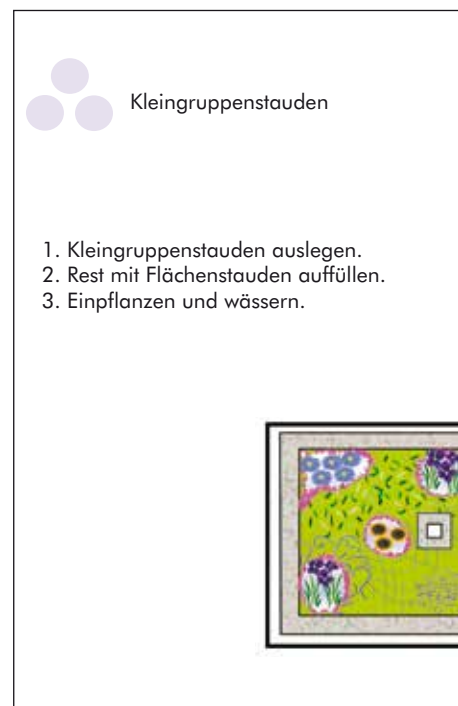 Kleingruppenstauden
1. Kleingruppenstauden auslegen.
2. Rest mit Flächenstauden auffüllen.
3. Einpflanzen und wässern.